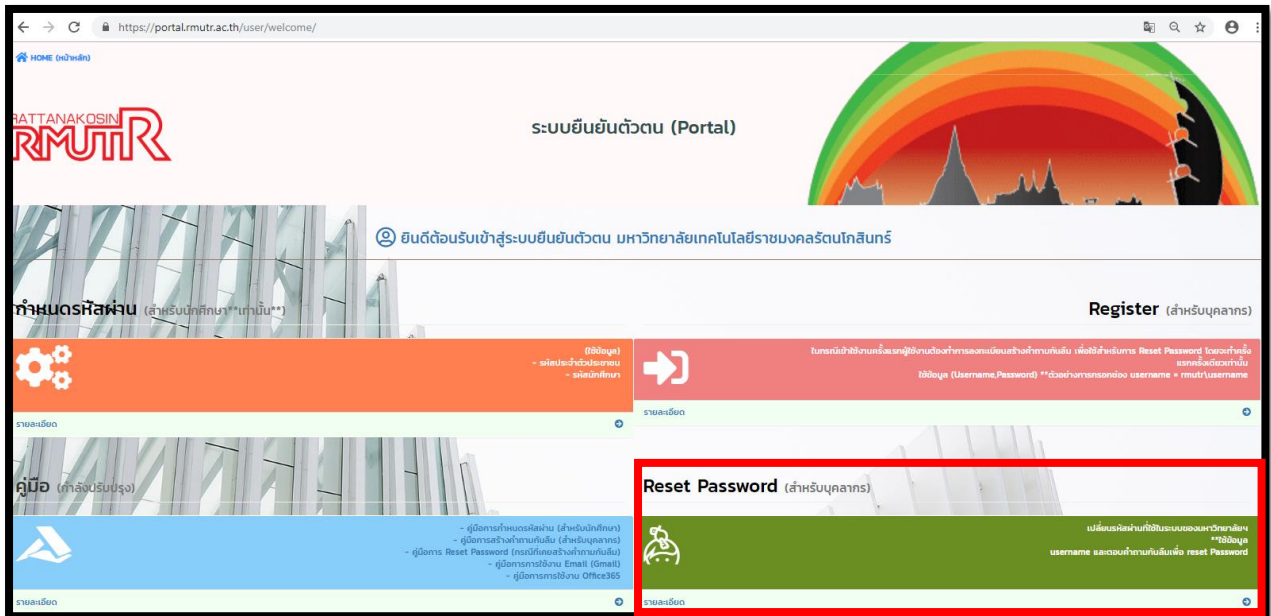 https://portal.rmutr.ac.th/user/welcome/
HOME (หน้าหลัก)
RATTANAKOSIN
RMUTR
ระบบยืนยันตัวตน (Portal)
ยินดีต้อนรับเข้าสู่ระบบยืนยันตัวตน มหาวิทยาลัยเทคโนโลยีราชมงคลรัตนโกสินทร์
กำหนดรหัสผ่าน (สำหรับนักศึกษา**เท่านั้น**)
(ใช้ข้อมูล)
- รหัสประจำตัวประชาชน
- รหัสนักศึกษา
รายละเอียด
Register (สำหรับบุคลากร)
ในกรณีเข้าใช้งานครั้งแรกผู้ใช้งานต้องทำการลงทะเบียนสร้างคำถามกันลืม เพื่อใช้สำหรับการ Reset Password โดยจะทำครั้ง
แรกครั้งเดียวเท่านั้น
ใช้ข้อมูล (Username,Password) **ตัวอย่างการกรอกช่อง username = rmutr\username
รายละเอียด
คู่มือ (กำลังปรับปรุง)
- คู่มือการกำหนดรหัสผ่าน (สำหรับนักศึกษา)
- คู่มือการสร้างคำถามกันลืม (สำหรับบุคลากร)
- คู่มือการ Reset Password (กรณีที่เคยสร้างคำถามกันลืม)
- คู่มือการการใช้งาน Email (Gmail)
- คู่มือการการใช้งาน Office365
รายละเอียด
Reset Password (สำหรับบุคลากร)
เปลี่ยนรหัสผ่านที่ใช้ในระบบของมหาวิทยาลัยฯ
**ใช้ข้อมูล
username และตอบคำถามกันลืมเพื่อ reset Password
รายละเอียด